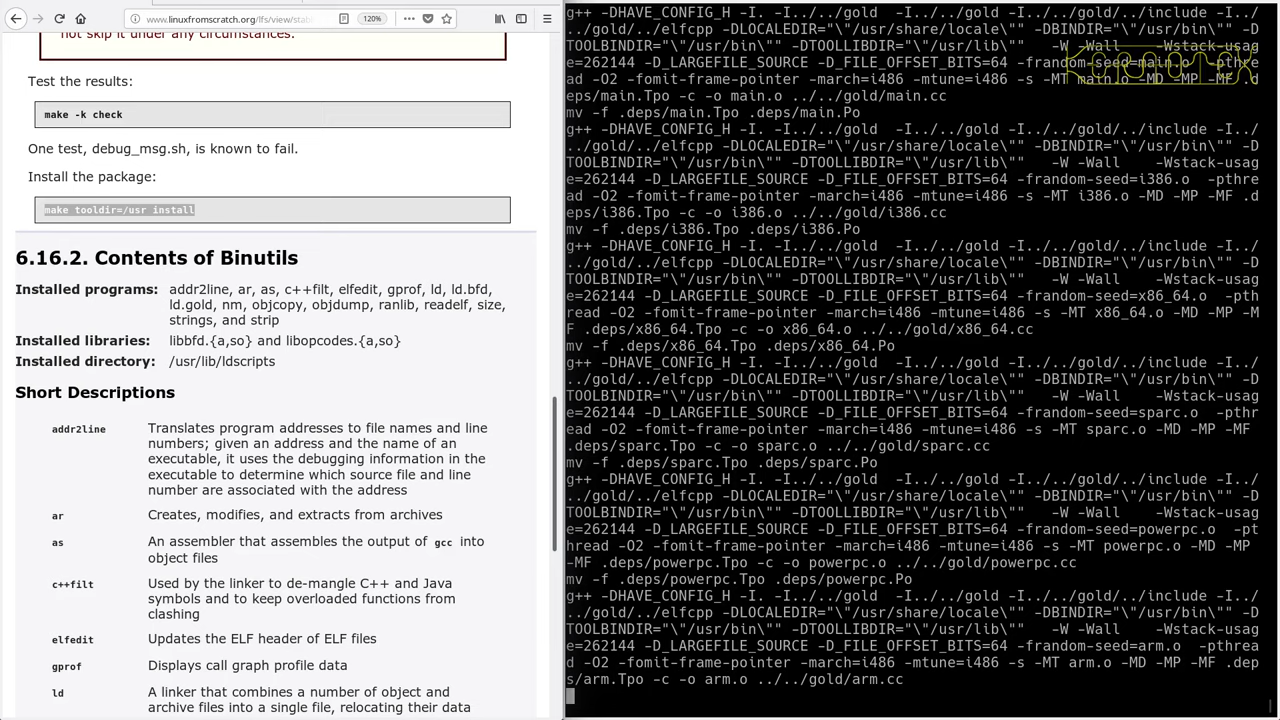 www.linuxfromscratch.org/lfs/view/stab
120%
not skip it under any circumstances.
Test the results:
make -k check
One test, debug_msg.sh, is known to fail.
Install the package:
make tooldir=/usr install
6.16.2. Contents of Binutils
Installed programs: addr2line, ar, as, c++filt, elfedit, gprof, ld, ld.bfd,
ld.gold, nm, objcopy, objdump, ranlib, readelf, size,
strings, and strip
Installed libraries: libbfd.{a,so} and libopcodes.{a,so}
Installed directory: /usr/lib/ldscripts
Short Descriptions
addr2line Translates program addresses to file names and line
numbers; given an address and the name of an
executable, it uses the debugging information in the
executable to determine which source file and line
number are associated with the address
ar Creates, modifies, and extracts from archives
as An assembler that assembles the output of gcc into
object files
c++filt Used by the linker to de-mangle C++ and Java
symbols and to keep overloaded functions from
clashing
elfedit Updates the ELF header of ELF files
gprof Displays call graph profile data
ld A linker that combines a number of object and
archive files into a single file, relocating their data
g++ -DHAVE_CONFIG_H -I. -I../../gold -I../../gold/../include -I../
../gold/../elfcpp -DLOCALEDIR="\"/usr/share/locale\"" -DBINDIR="\"/usr/bin\"" -D
TOOLBINDIR="\"/usr/bin\"" -DTOOLLIBDIR="\"/usr/lib\"" -W -Wall -Wstack-usag
e=262144 -D_LARGEFILE_SOURCE -D_FILE_OFFSET_BITS=64 -frandom-seed=main.o -pthre
ad -O2 -fomit-frame-pointer -march=i486 -mtune=i486 -s -MT main.o -MD -MP -MF .d
eps/main.Tpo -c -o main.o ../../gold/main.cc
mv -f .deps/main.Tpo .deps/main.Po
g++ -DHAVE_CONFIG_H -I. -I../../gold -I../../gold/../include -I../
../gold/../elfcpp -DLOCALEDIR="\"/usr/share/locale\"" -DBINDIR="\"/usr/bin\"" -D
TOOLBINDIR="\"/usr/bin\"" -DTOOLLIBDIR="\"/usr/lib\"" -W -Wall -Wstack-usag
e=262144 -D_LARGEFILE_SOURCE -D_FILE_OFFSET_BITS=64 -frandom-seed=i386.o -pthre
ad -O2 -fomit-frame-pointer -march=i486 -mtune=i486 -s -MT i386.o -MD -MP -MF .d
eps/i386.Tpo -c -o i386.o ../../gold/i386.cc
mv -f .deps/i386.Tpo .deps/i386.Po
g++ -DHAVE_CONFIG_H -I. -I../../gold -I../../gold/../include -I../
../gold/../elfcpp -DLOCALEDIR="\"/usr/share/locale\"" -DBINDIR="\"/usr/bin\"" -D
TOOLBINDIR="\"/usr/bin\"" -DTOOLLIBDIR="\"/usr/lib\"" -W -Wall -Wstack-usag
e=262144 -D_LARGEFILE_SOURCE -D_FILE_OFFSET_BITS=64 -frandom-seed=x86_64.o -pth
read -O2 -fomit-frame-pointer -march=i486 -mtune=i486 -s -MT x86_64.o -MD -MP -M
F .deps/x86_64.Tpo -c -o x86_64.o ../../gold/x86_64.cc
mv -f .deps/x86_64.Tpo .deps/x86_64.Po
g++ -DHAVE_CONFIG_H -I. -I../../gold -I../../gold/../include -I../
../gold/../elfcpp -DLOCALEDIR="\"/usr/share/locale\"" -DBINDIR="\"/usr/bin\"" -D
TOOLBINDIR="\"/usr/bin\"" -DTOOLLIBDIR="\"/usr/lib\"" -W -Wall -Wstack-usag
e=262144 -D_LARGEFILE_SOURCE -D_FILE_OFFSET_BITS=64 -frandom-seed=sparc.o -pthr
ead -O2 -fomit-frame-pointer -march=i486 -mtune=i486 -s -MT sparc.o -MD -MP -MF
.deps/sparc.Tpo -c -o sparc.o ../../gold/sparc.cc
mv -f .deps/sparc.Tpo .deps/sparc.Po
g++ -DHAVE_CONFIG_H -I. -I../../gold -I../../gold/../include -I../
../gold/../elfcpp -DLOCALEDIR="\"/usr/share/locale\"" -DBINDIR="\"/usr/bin\"" -D
TOOLBINDIR="\"/usr/bin\"" -DTOOLLIBDIR="\"/usr/lib\"" -W -Wall -Wstack-usag
e=262144 -D_LARGEFILE_SOURCE -D_FILE_OFFSET_BITS=64 -frandom-seed=powerpc.o -pt
hread -O2 -fomit-frame-pointer -march=i486 -mtune=i486 -s -MT powerpc.o -MD -MP
-MF .deps/powerpc.Tpo -c -o powerpc.o ../../gold/powerpc.cc
mv -f .deps/powerpc.Tpo .deps/powerpc.Po
g++ -DHAVE_CONFIG_H -I. -I../../gold -I../../gold/../include -I../
../gold/../elfcpp -DLOCALEDIR="\"/usr/share/locale\"" -DBINDIR="\"/usr/bin\"" -D
TOOLBINDIR="\"/usr/bin\"" -DTOOLLIBDIR="\"/usr/lib\"" -W -Wall -Wstack-usag
e=262144 -D_LARGEFILE_SOURCE -D_FILE_OFFSET_BITS=64 -frandom-seed=arm.o -pthrea
d -O2 -fomit-frame-pointer -march=i486 -mtune=i486 -s -MT arm.o -MD -MP -MF .dep
s/arm.Tpo -c -o arm.o ../../gold/arm.cc